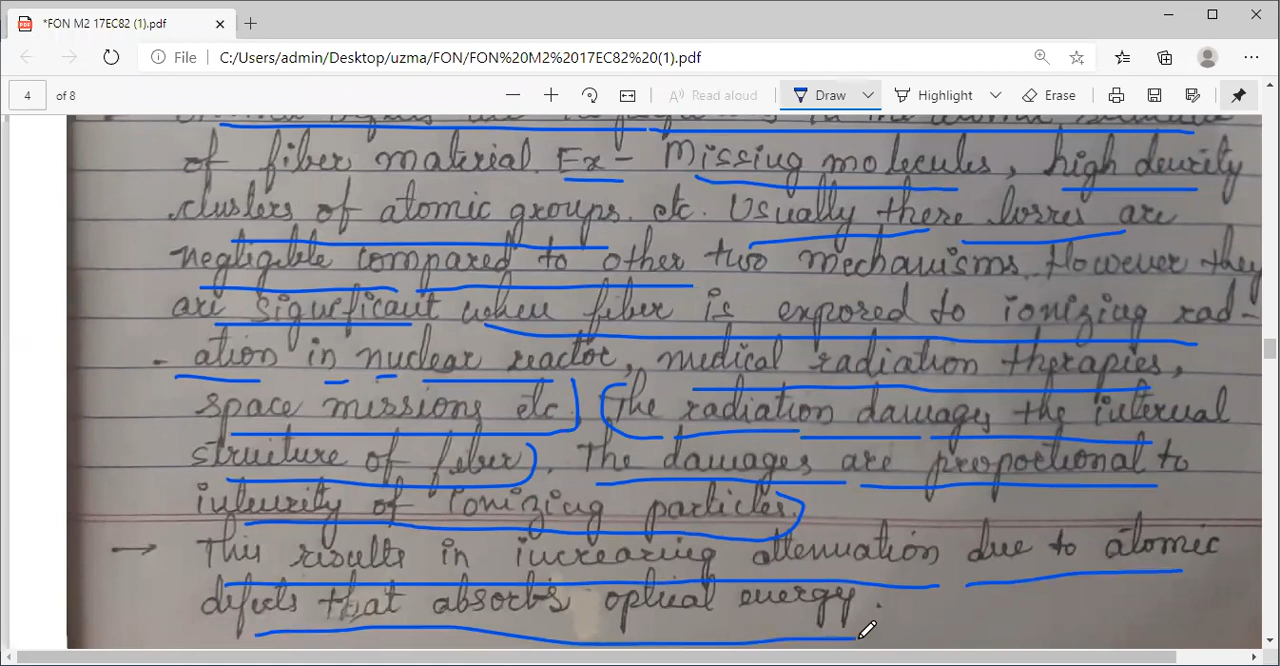 *FON M2 17EC82 (1).pdf
File
C:/Users/admin/Desktop/uzma/FON/FON%20M2%2017EC82%20(1).pdf
4 of 8
Read aloud
Draw
Highlight
Erase
in the atomic
of fiber material. Ex- Missing molecules, high density
clusters of atomic groups etc. Usually these losses are
negligible compared to other two mechanisms. However they
are significant when fiber is exposed to ionizing rad-
-ation in nuclear reactor, medical radiation therapies,
space missions etc. (The radiation damages the internal
structure of fiber). The damages are proportional to
intensity of ionizing particles.)
→ This results in increasing attenuation due to atomic
defects that absorbs optical energy.